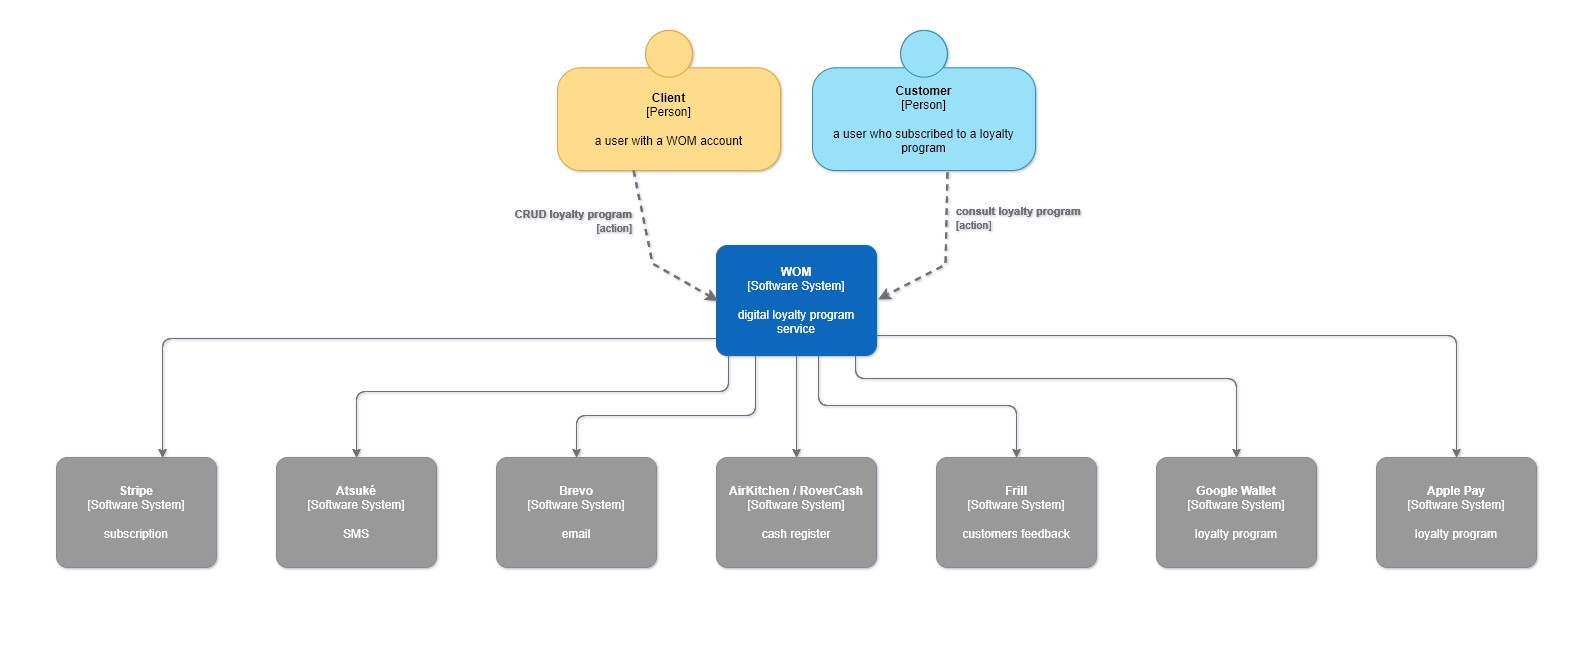 Client
[Person]
a user with a WOM account
Customer
[Person]
a user who subscribed to a loyalty
program
CRUD loyalty program
[action]
consult loyalty program
[action]
WOM
[Software System]
digital loyalty program
service
Stripe
[Software System]
subscription
Atsukè
[Software System]
SMS
Brevo
[Software System]
email
AirKitchen / RoverCash
[Software System]
cash register
Frill
[Software System]
customers feedback
Google Wallet
[Software System]
loyalty program
Apple Pay
[Software System]
loyalty program